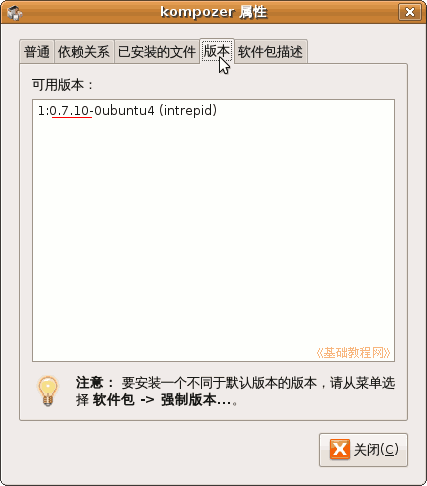 kompozer 属性
普通 依赖关系 已安装的文件 版本 软件包描述
可用版本：
1:0.7.10-0ubuntu4 (intrepid)
《基础教程网》
注意： 要安装一个不同于默认版本的版本，请从菜单选
择 软件包 -> 强制版本...。
关闭(C)